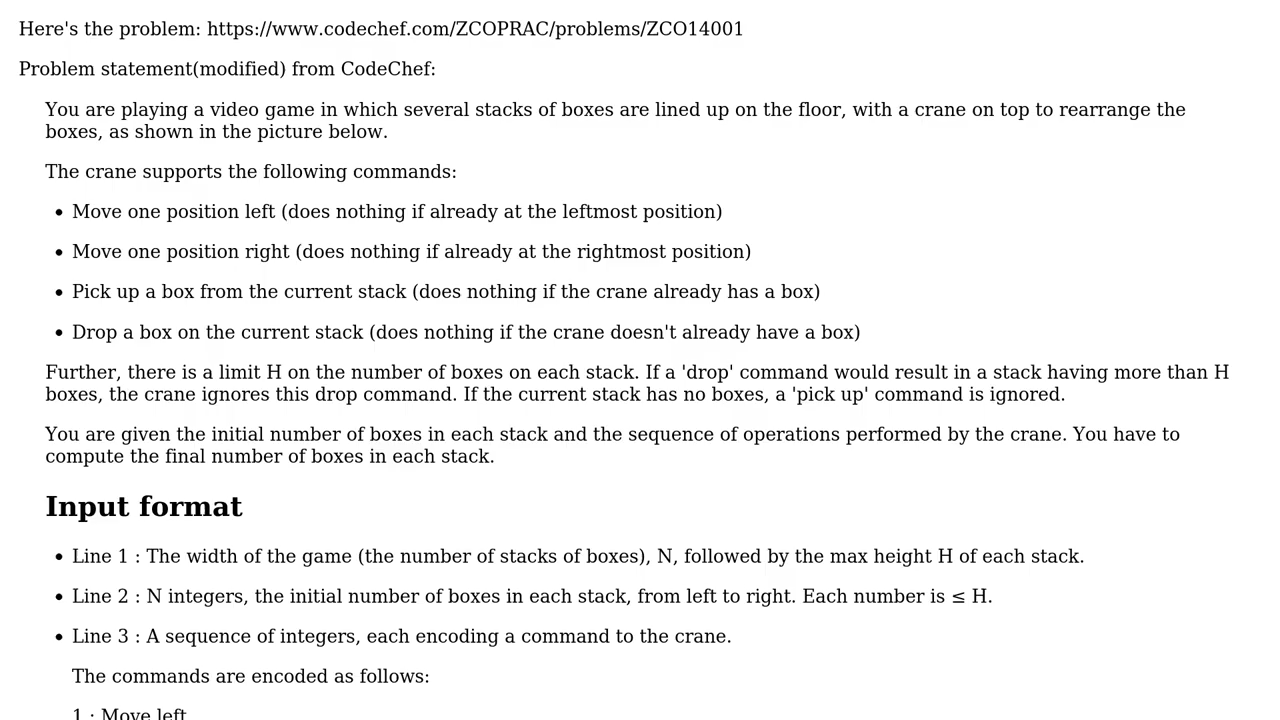 Here's the problem: https://www.codechef.com/ZCOPRAC/problems/ZCO14001
Problem statement(modified) from CodeChef:
You are playing a video game in which several stacks of boxes are lined up on the floor, with a crane on top to rearrange the
boxes, as shown in the picture below.
The crane supports the following commands:
• Move one position left (does nothing if already at the leftmost position)
• Move one position right (does nothing if already at the rightmost position)
• Pick up a box from the current stack (does nothing if the crane already has a box)
• Drop a box on the current stack (does nothing if the crane doesn't already have a box)
Further, there is a limit H on the number of boxes on each stack. If a 'drop' command would result in a stack having more than H
boxes, the crane ignores this drop command. If the current stack has no boxes, a 'pick up' command is ignored.
You are given the initial number of boxes in each stack and the sequence of operations performed by the crane. You have to
compute the final number of boxes in each stack.
Input format
• Line 1 : The width of the game (the number of stacks of boxes), N, followed by the max height H of each stack.
• Line 2 : N integers, the initial number of boxes in each stack, from left to right. Each number is ≤ H.
• Line 3 : A sequence of integers, each encoding a command to the crane.
The commands are encoded as follows:
1 : Move left